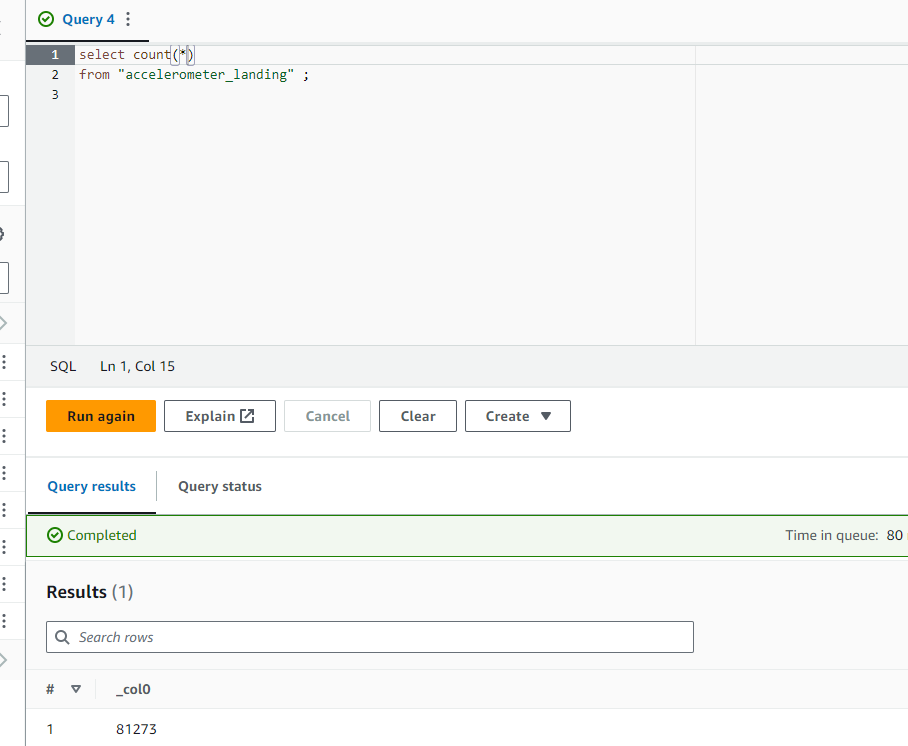 Query 4
1 select count(*)
2 from "accelerometer_landing" ;
3
SQL Ln 1, Col 15
Run again Explain Cancel Clear Create
Query results Query status
Completed Time in queue: 80
Results (1)
Search rows
# _col0
1 81273